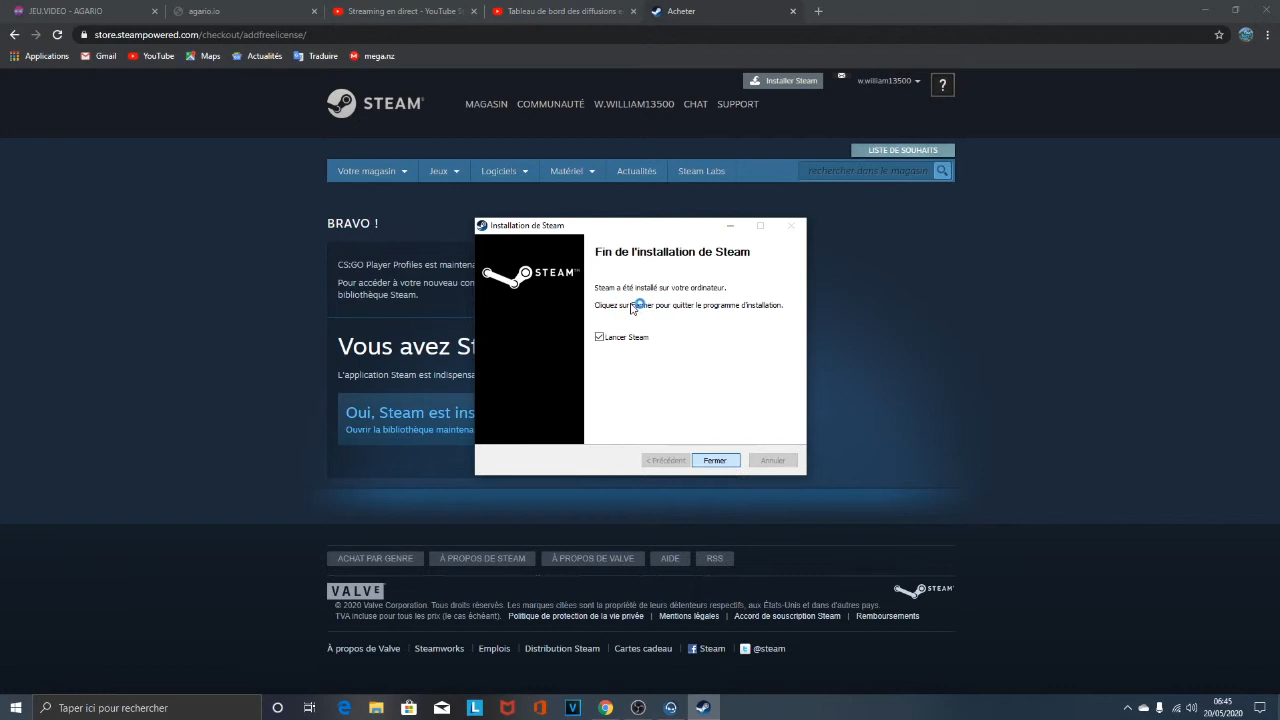 JEU.VIDEO - AGARIO
agario.io
Streaming en direct - YouTube S
Tableau de bord des diffusions e
Acheter
store.steampowered.com/checkout/addfreelicense/
Applications
Gmail
YouTube
Maps
Actualités
Traduire
mega.nz
Installer Steam
w.william13500
?
STEAM
MAGASIN
COMMUNAUTÉ
W.WILLIAM13500
CHAT
SUPPORT
LISTE DE SOUHAITS
Votre magasin
Jeux
Logiciels
Matériel
Actualités
Steam Labs
rechercher dans le magasin
BRAVO !
CS:GO Player Profiles est maintena
Pour accéder à votre nouveau con
bibliothèque Steam.
Vous avez St
L'application Steam est indispensa
Oui, Steam est ins
Ouvrir la bibliothèque maintena
Installation de Steam
STEAM™
Fin de l'installation de Steam
Steam a été installé sur votre ordinateur.
Cliquez sur mer pour quitter le programme d'installation.
Lancer Steam
< Précédent
Fermer
Annuler
ACHAT PAR GENRE
À PROPOS DE STEAM
À PROPOS DE VALVE
AIDE
RSS
VALVE
STEAM™
© 2020 Valve Corporation. Tous droits réservés. Les marques citées sont la propriété de leurs détenteurs respectifs, aux États-Unis et dans d'autres pays.
TVA incluse pour tous les prix (le cas échéant). Politique de protection de la vie privée | Mentions légales | Accord de souscription Steam | Remboursements
À propos de Valve | Steamworks | Emplois | Distribution Steam | Cartes cadeau | Steam | @steam
Taper ici pour rechercher
06:45
20/05/2020